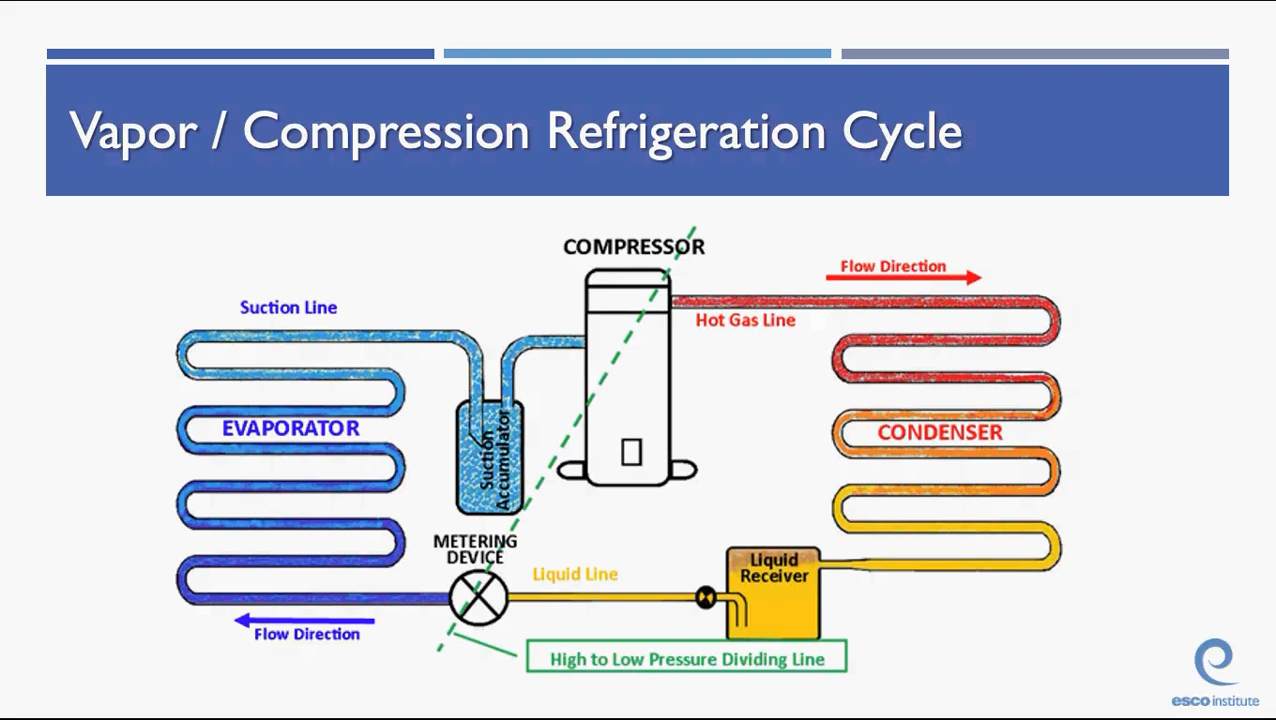 Vapor / Compression Refrigeration Cycle
COMPRESSOR
Flow Direction
Suction Line
Hot Gas Line
EVAPORATOR
CONDENSER
Suction
Accumulator
METERING
DEVICE
Liquid Line
Liquid
Receiver
Flow Direction
High to Low Pressure Dividing Line
esco institute